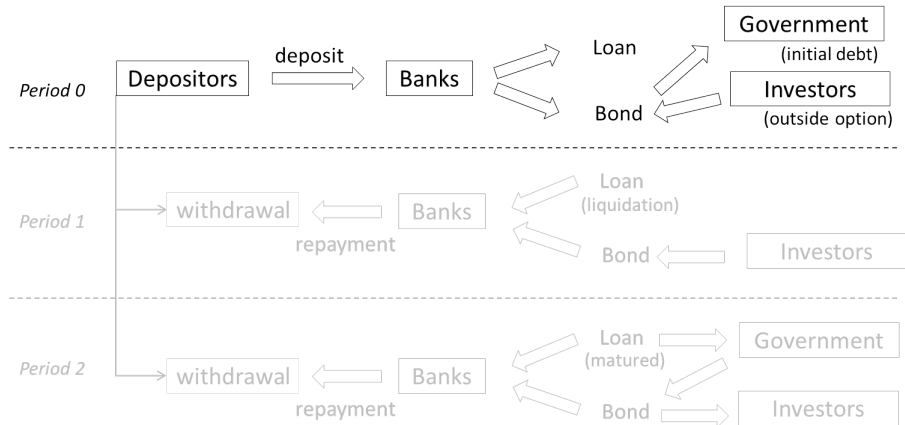 Government
deposit
Loan
(initial debt)
Period 0
Depositors
Banks
Investors
Bond
(outside option)
Loan
(liquidation)
Period 1
withdrawal
Banks
repayment
Bond
Investors
Loan
(matured)
Government
Period 2
withdrawal
Banks
repayment
Bond
Investors